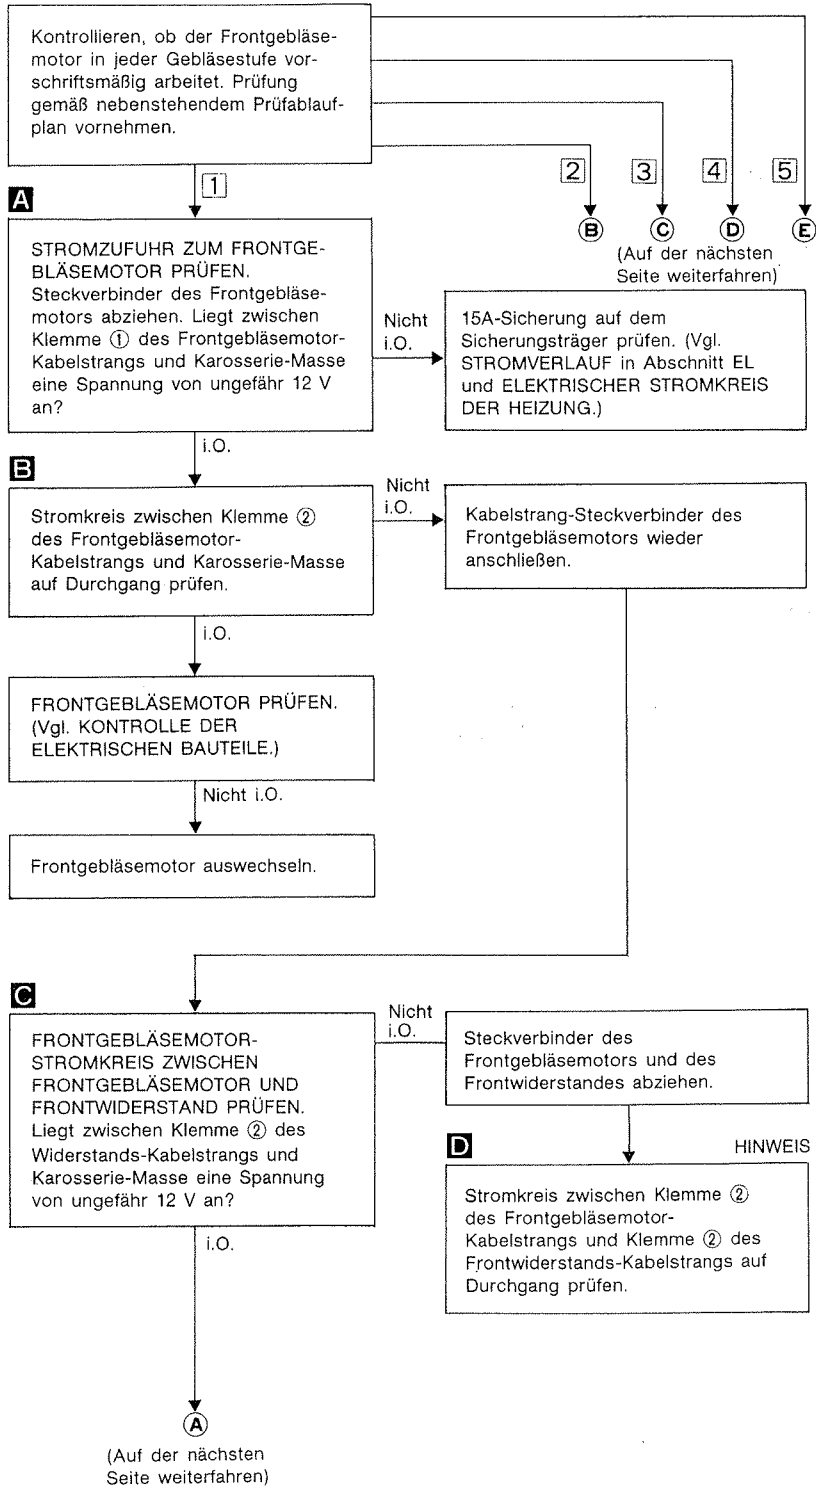 Kontrollieren, ob der Frontgebläse-
motor in jeder Gebläsestufe vor-
schriftsmäßig arbeitet. Prüfung
gemäß nebenstehendem Prüfablauf-
plan vornehmen.
1
2
3
4
5
B
C
D
E
(Auf der nächsten
Seite weiterfahren)
A
STROMZUFUHR ZUM FRONTGE-
BLÄSEMOTOR PRÜFEN.
Steckverbinder des Frontgebläse-
motors abziehen. Liegt zwischen
Klemme ① des Frontgebläsemotor-
Kabelstrangs und Karosserie-Masse
eine Spannung von ungefähr 12 V
an?
Nicht
i.O.
15A-Sicherung auf dem
Sicherungsträger prüfen. (Vgl.
STROMVERLAUF in Abschnitt EL
und ELEKTRISCHER STROMKREIS
DER HEIZUNG.)
i.O.
B
Stromkreis zwischen Klemme ②
des Frontgebläsemotor-
Kabelstrangs und Karosserie-Masse
auf Durchgang prüfen.
Nicht
i.O.
Kabelstrang-Steckverbinder des
Frontgebläsemotors wieder
anschließen.
i.O.
FRONTGEBLÄSEMOTOR PRÜFEN.
(Vgl. KONTROLLE DER
ELEKTRISCHEN BAUTEILE.)
Nicht i.O.
Frontgebläsemotor auswechseln.
C
FRONTGEBLÄSEMOTOR-
STROMKREIS ZWISCHEN
FRONTGEBLÄSEMOTOR UND
FRONTWIDERSTAND PRÜFEN.
Liegt zwischen Klemme ② des
Widerstands-Kabelstrangs und
Karosserie-Masse eine Spannung
von ungefähr 12 V an?
Nicht
i.O.
Steckverbinder des
Frontgebläsemotors und des
Frontwiderstandes abziehen.
D
HINWEIS
Stromkreis zwischen Klemme ②
des Frontgebläsemotor-
Kabelstrangs und Klemme ② des
Frontwiderstands-Kabelstrangs auf
Durchgang prüfen.
i.O.
A
(Auf der nächsten
Seite weiterfahren)